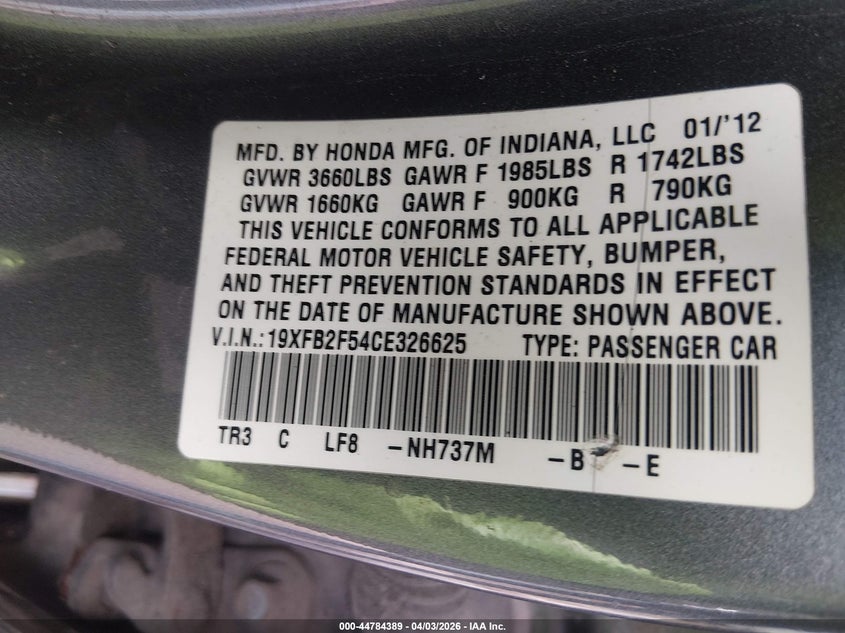 MFD. BY HONDA MFG. OF INDIANA, LLC 01/'12
GVWR 3660LBS GAWR F 1985LBS R 1742LBS
GVWR 1660KG GAWR F 900KG R 790KG
THIS VEHICLE CONFORMS TO ALL APPLICABLE
FEDERAL MOTOR VEHICLE SAFETY, BUMPER,
AND THEFT PREVENTION STANDARDS IN EFFECT
ON THE DATE OF MANUFACTURE SHOWN ABOVE.
V.I.N.:19XFB2F54CE326625 TYPE: PASSENGER CAR
TR3 C LF8 -NH737M -B -E
000-44784389 - 04/03/2026 - IAA Inc.